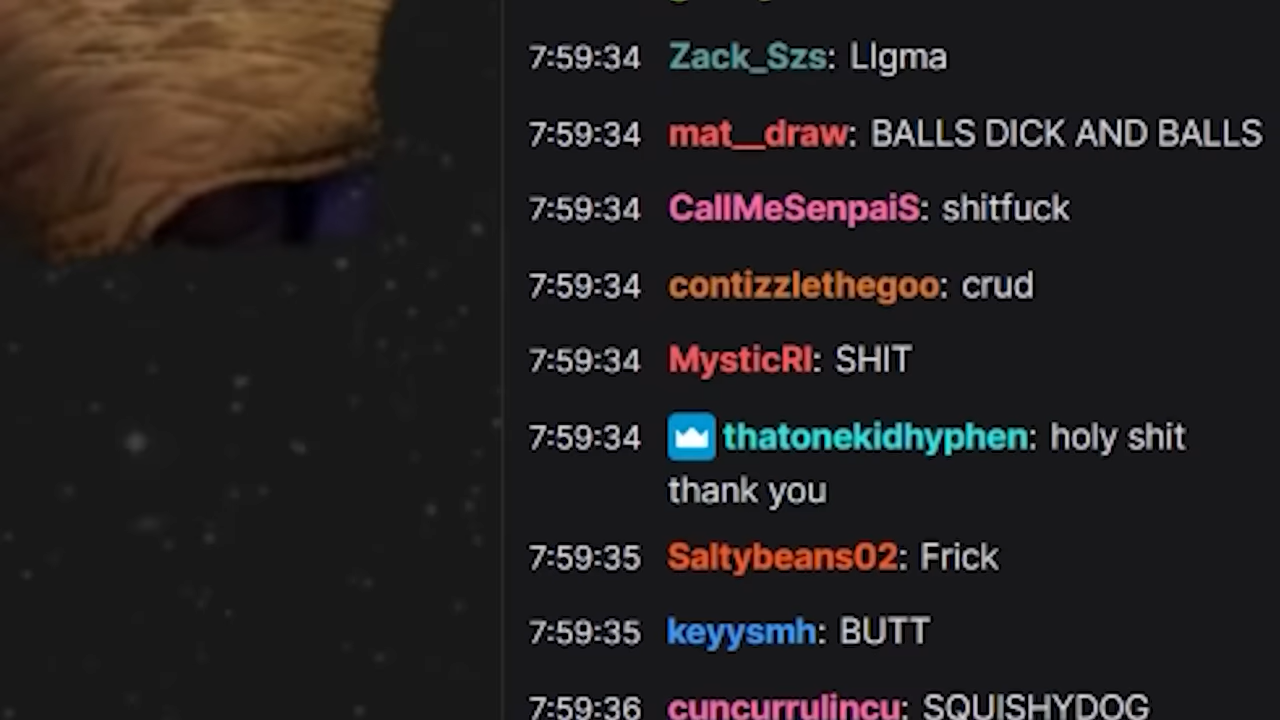 7:59:34 Zack_Szs: LIgma
7:59:34 mat__draw: BALLS DICK AND BALLS
7:59:34 CallMeSenpaiS: shitfuck
7:59:34 contizzlethegoo: crud
7:59:34 MysticRl: SHIT
7:59:34 thatonekidhyphen: holy shit
thank you
7:59:35 Saltybeans02: Frick
7:59:35 keyysmh: BUTT
7:59:36 cuncurrulincu: SQUISHYDOG